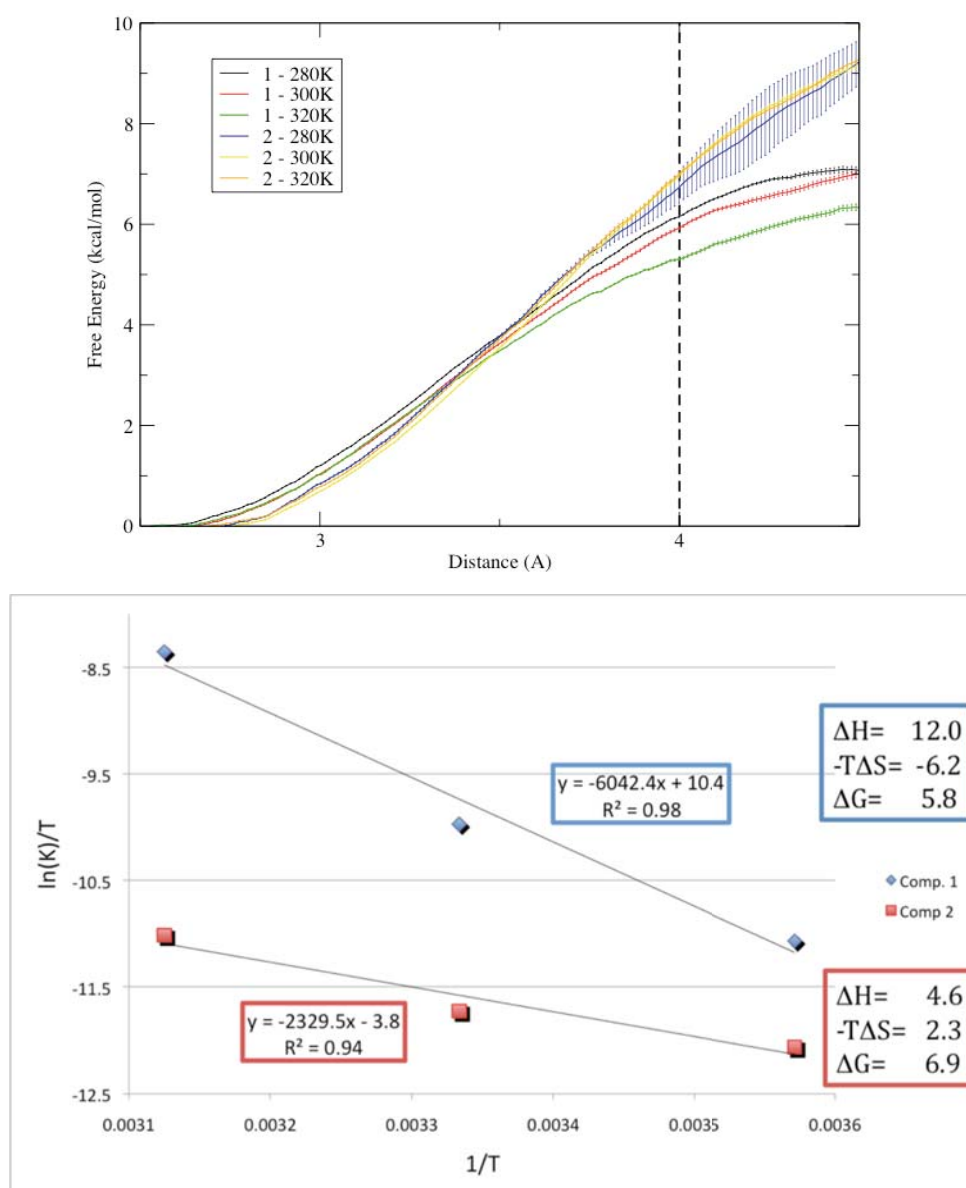 10
8
6
4
2
0
Free Energy (kcal/mol)
1 - 280K
1 - 300K
1 - 320K
2 - 280K
2 - 300K
2 - 320K
3
4
Distance (A)
-8.5
-9.5
-10.5
-11.5
-12.5
ln(K)/T
y = -6042.4x + 10.4
R² = 0.98
ΔH= 12.0
-TΔS= -6.2
ΔG= 5.8
Comp. 1
Comp 2
y = -2329.5x - 3.8
R² = 0.94
ΔH= 4.6
-TΔS= 2.3
ΔG= 6.9
0.0031
0.0032
0.0033
0.0034
0.0035
0.0036
1/T